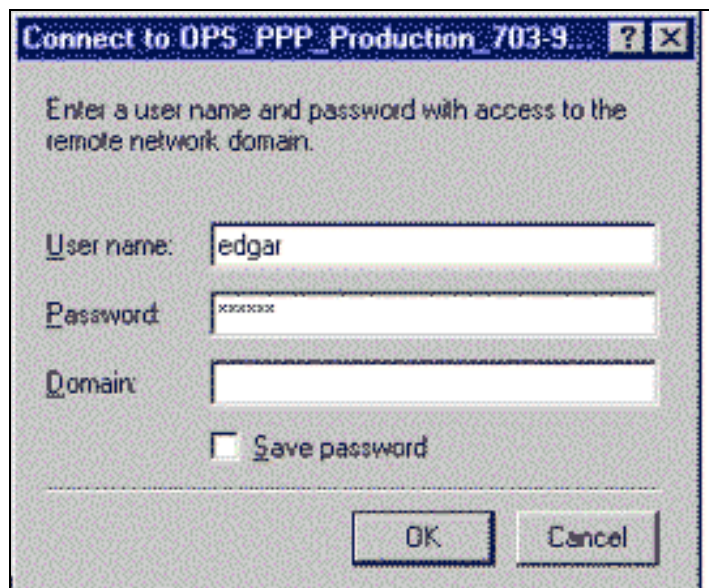 Connect to OPS_PPP_Production_703-9... ? X
Enter a user name and password with access to the
remote network domain.
User name: edgar
Password: ××××××
Domain:
Save password
OK Cancel